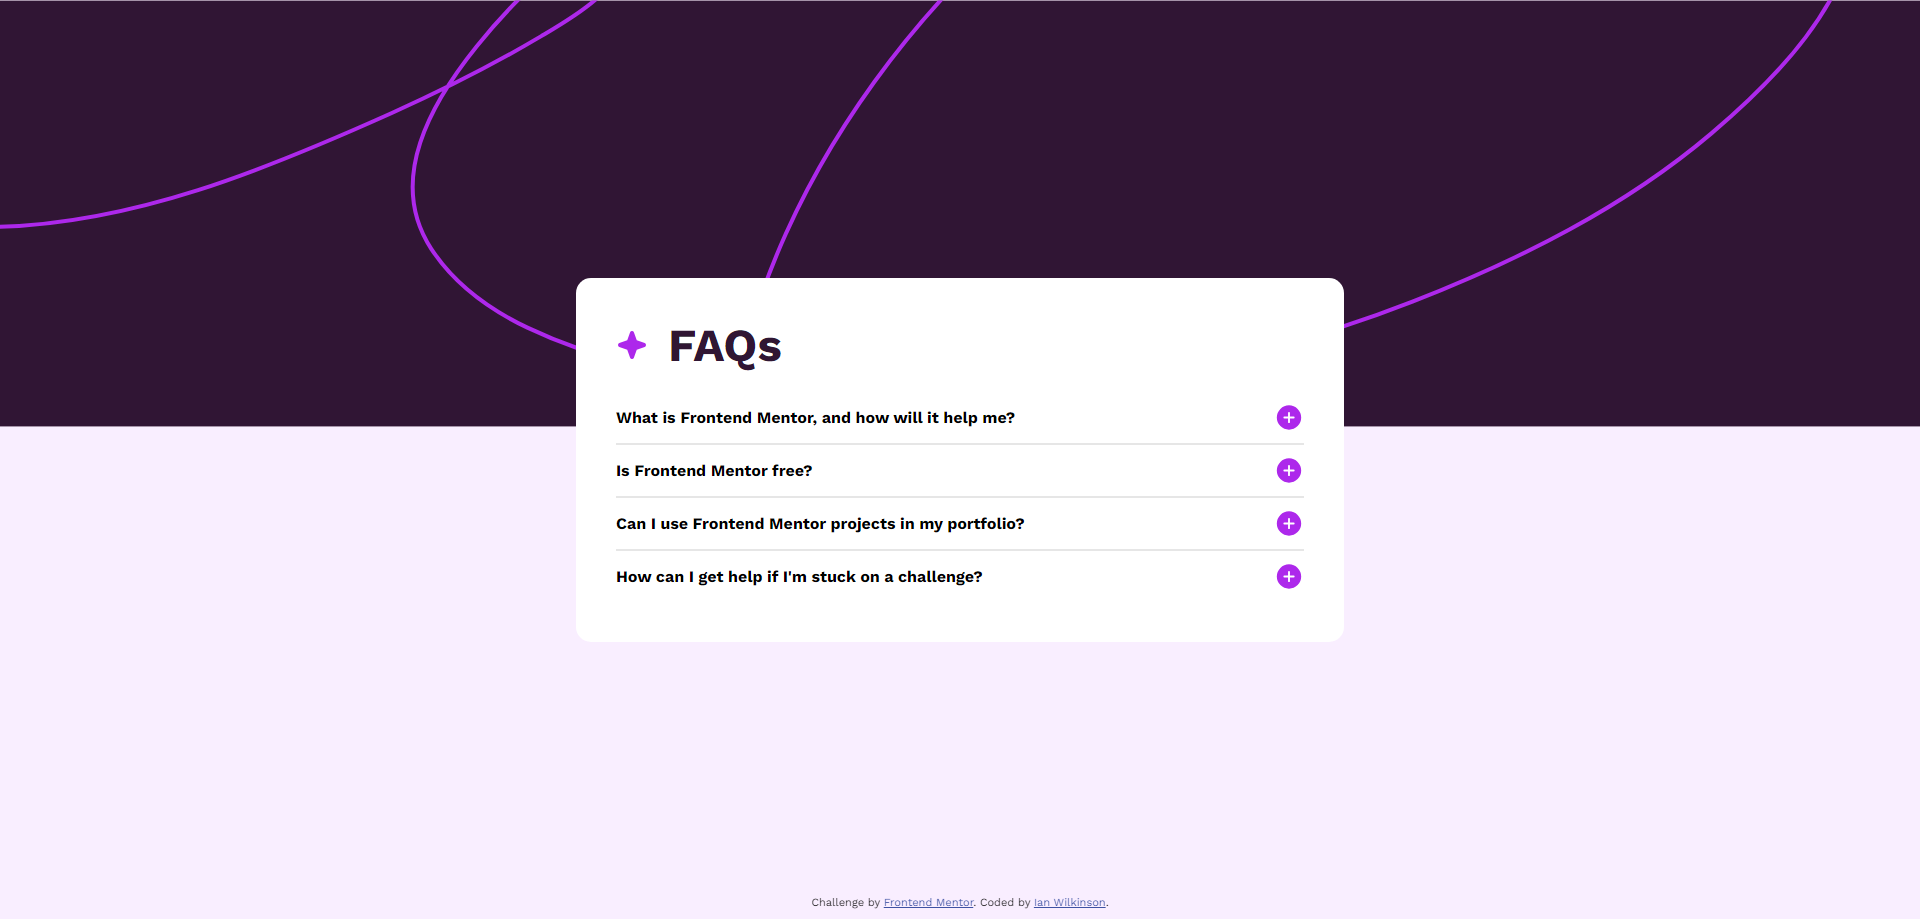 FAQs
What is Frontend Mentor, and how will it help me?
Is Frontend Mentor free?
Can I use Frontend Mentor projects in my portfolio?
How can I get help if I'm stuck on a challenge?
Challenge by Frontend Mentor. Coded by Ian Wilkinson.